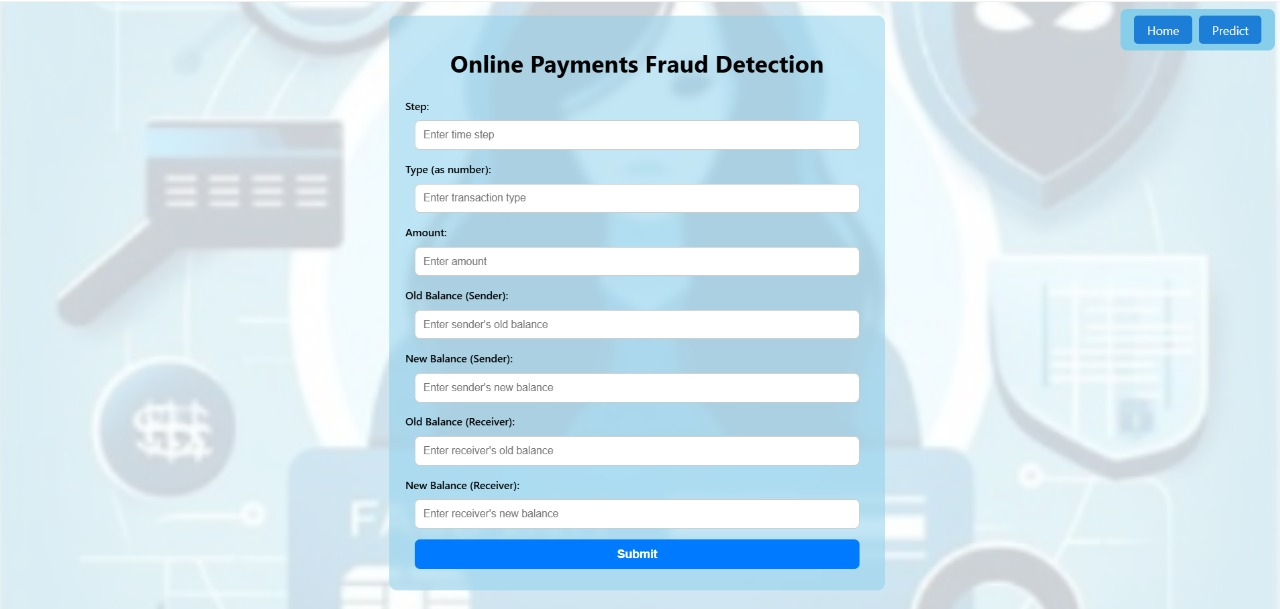 Home Predict
Online Payments Fraud Detection
Step:
Enter time step
Type (as number):
Enter transaction type
Amount:
Enter amount
Old Balance (Sender):
Enter sender's old balance
New Balance (Sender):
Enter sender's new balance
Old Balance (Receiver):
Enter receiver's old balance
New Balance (Receiver):
Enter receiver's new balance
Submit